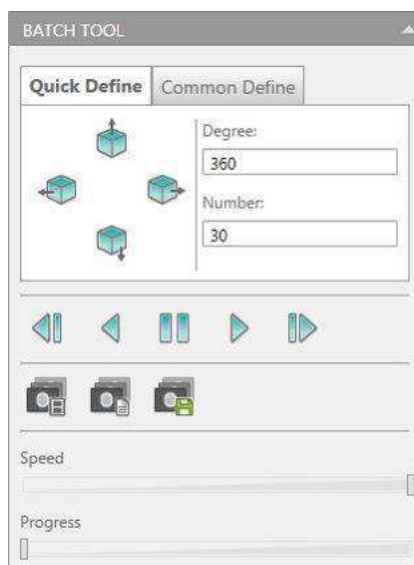 BATCH TOOL
Quick Define
Common Define
Degree:
360
Number:
30
Speed
Progress